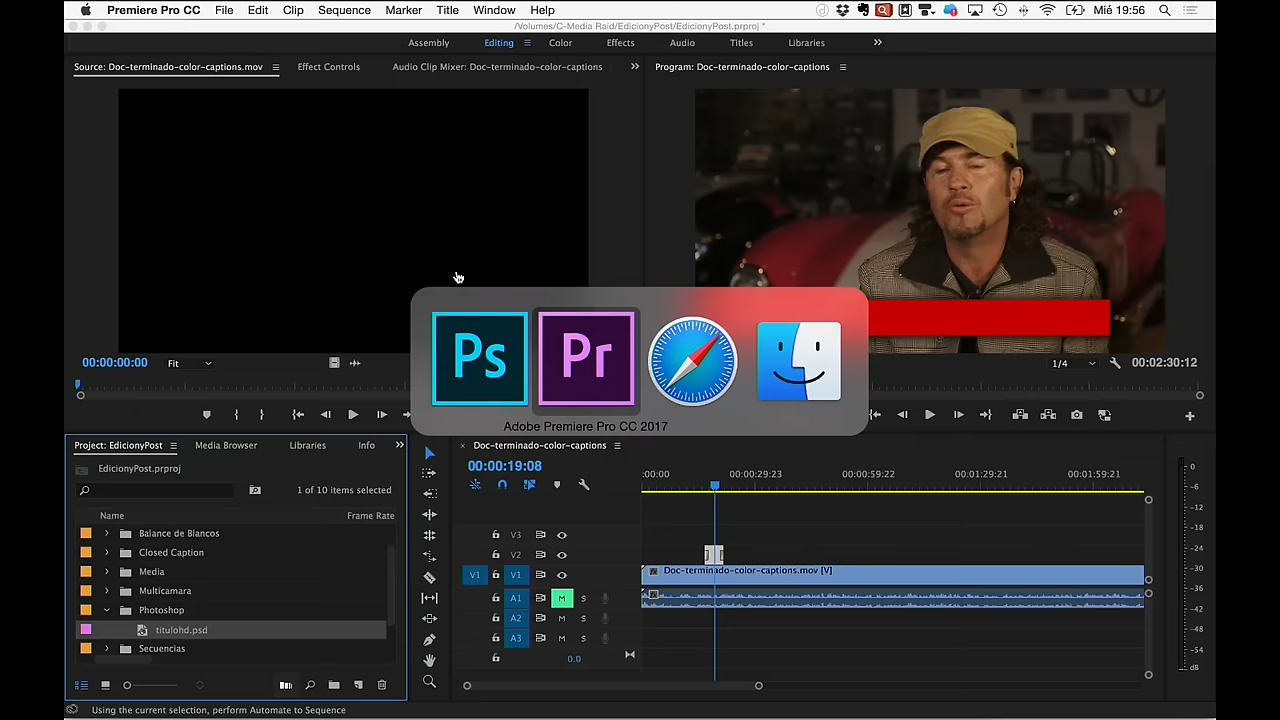 Premiere Pro CC File Edit Clip Sequence Marker Title Window Help Mié 19:56
/Volumes/C-Media Raid/EdicionyPost/EdicionyPost.prproj *
Assembly Editing Color Effects Audio Titles Libraries
Source: Doc-terminado-color-captions.mov Effect Controls Audio Clip Mixer: Doc-terminado-color-captions
Program: Doc-terminado-color-captions
Ps Pr
Adobe Premiere Pro CC 2017
00:00:00:00 Fit 1/4 00:02:30:12
Project: EdicionyPost Media Browser Libraries Info
EdicionyPost.prproj
1 of 10 items selected
Name Frame Rate
Balance de Blancos
Closed Caption
Media
Multicamara
Photoshop
titulohd.psd
Secuencias
Doc-terminado-color-captions
00:00:19:08
:00:00 00:00:29:23 00:00:59:22 00:01:29:21 00:01:59:21
V3
V2
V1 V1 Doc-terminado-color-captions.mov [V]
A1 M S
A2 M S
A3 M S
0.0
0
-6
-12
-18
-24
-30
-36
-42
-48
-54
dB
Using the current selection, perform Automate to Sequence